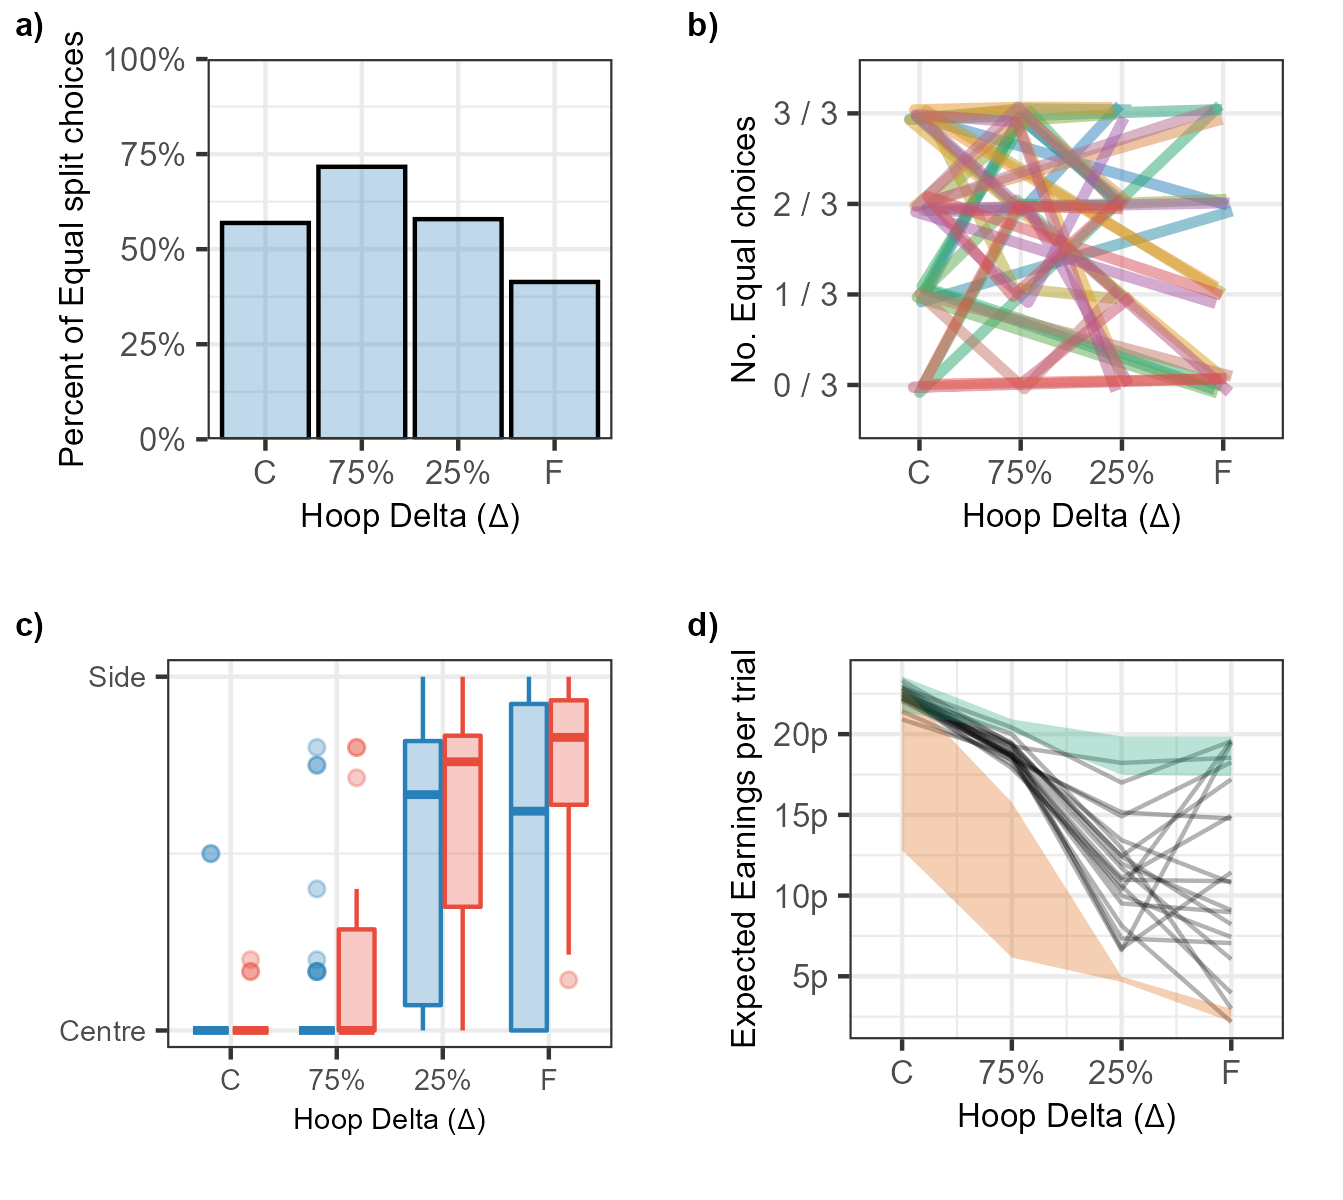 a)
Percent of Equal split choices
100%
75%
50%
25%
0%
C 75% 25% F
Hoop Delta (Δ)
b)
No. Equal choices
3 / 3
2 / 3
1 / 3
0 / 3
C 75% 25% F
Hoop Delta (Δ)
c)
Side
Centre
C 75% 25% F
Hoop Delta (Δ)
d)
Expected Earnings per trial
20p
15p
10p
5p
C 75% 25% F
Hoop Delta (Δ)